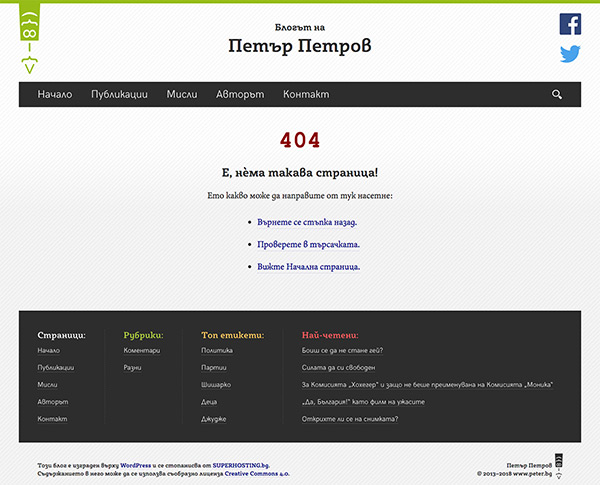 Блогът на
Петър Петров
Начало Публикации Мисли Авторът Контакт
404
Е, нѐма такава страница!
Ето какво може да направите от тук насетне:
Върнете се стъпка назад.
Проверете в търсачката.
Вижте Начална страница.
Страници: Рубрики: Топ етикети: Най-четени:
Начало Коментари Политика Боиш се да не стане гей?
Публикации Разни Партии Силата да си свободен
Мисли Шишарко За Комисията „Хохегер" и защо не беше преименувана на Комисията „Моника"
Авторът Деца „Да, България!" като филм на ужасите
Контакт Джудже Открихте ли се на снимката?
Този блог е изграден върху WordPress и се стопанисва от SUPERHOSTING.bg. Петър Петров
Съдържанието в него може да се използва съобразно лиценза Creative Commons 4.0. © 2013–2018 www.peter.bg